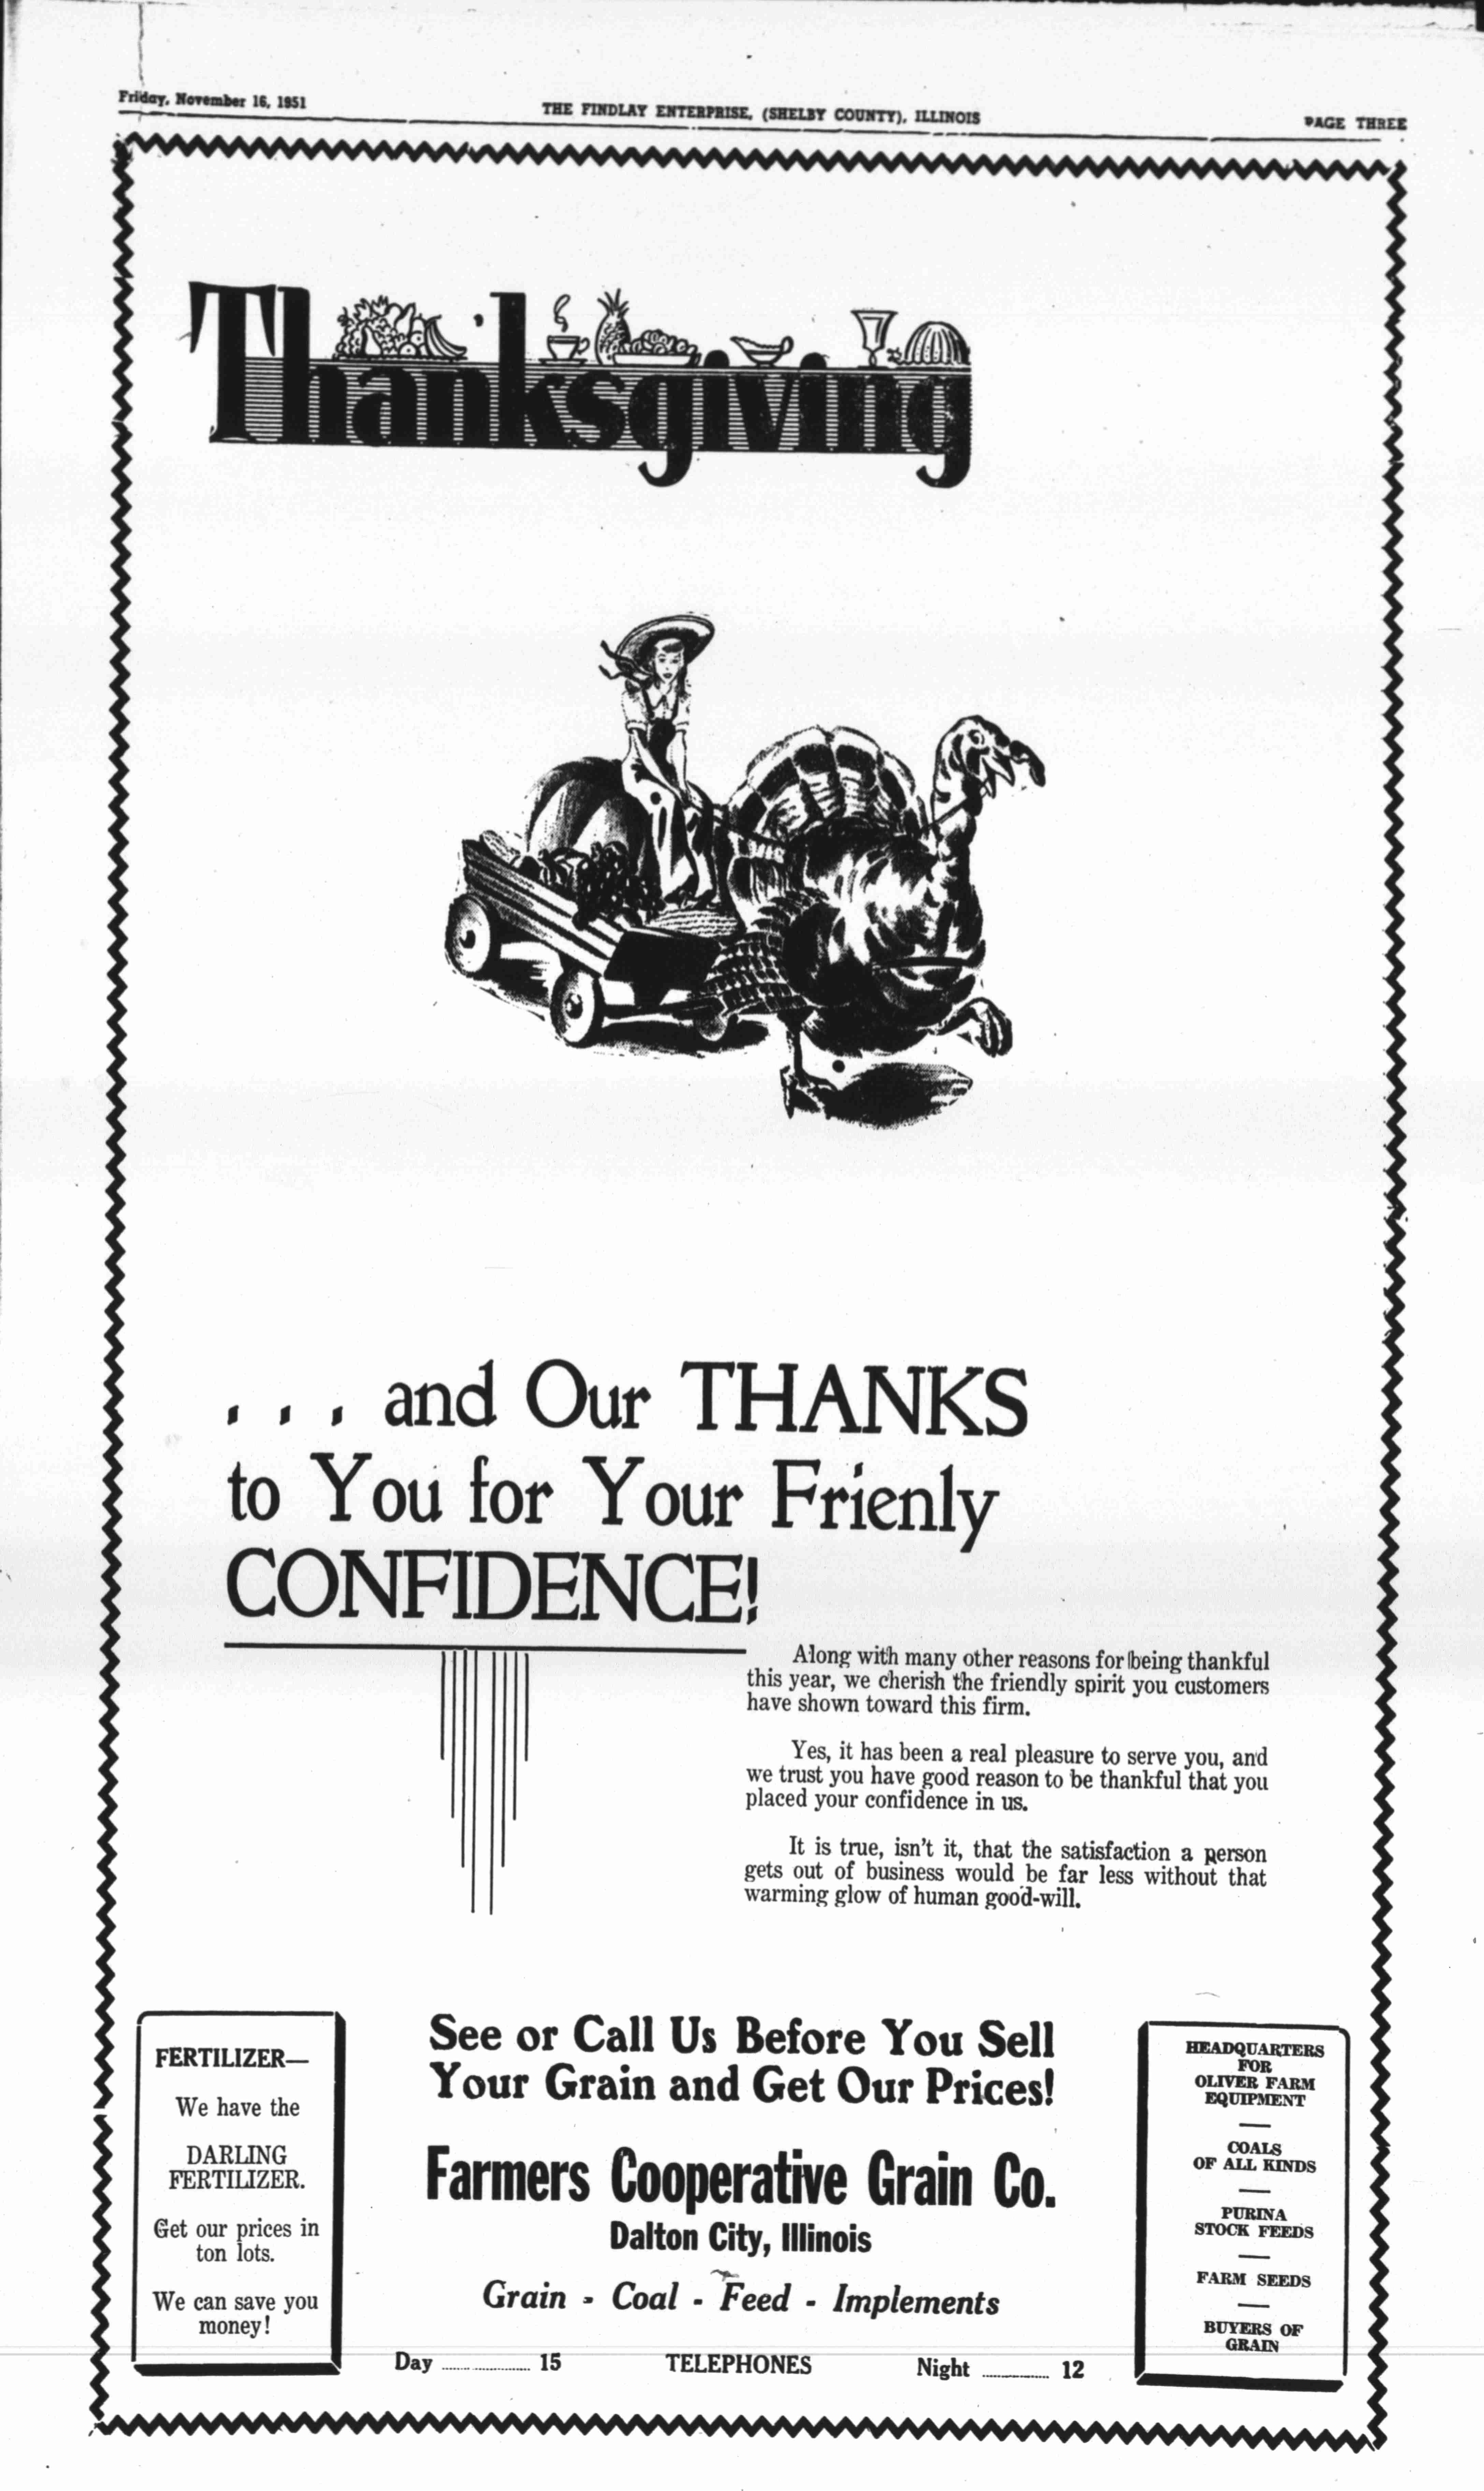 Friday, November 16, 1951
THE FINDLAY ENTERPRISE, (SHELBY COUNTY), ILLINOIS
PAGE THREE
Thanksgiving
. . . and Our THANKS
to You for Your Frienly
CONFIDENCE!
Along with many other reasons for being thankful
this year, we cherish the friendly spirit you customers
have shown toward this firm.
Yes, it has been a real pleasure to serve you, and
we trust you have good reason to be thankful that you
placed your confidence in us.
It is true, isn't it, that the satisfaction a person
gets out of business would be far less without that
warming glow of human good-will.
FERTILIZER—
We have the
DARLING
FERTILIZER.
Get our prices in
ton lots.
We can save you
money!
See or Call Us Before You Sell
Your Grain and Get Our Prices!
Farmers Cooperative Grain Co.
Dalton City, Illinois
Grain - Coal - Feed - Implements
Day .................... 15 TELEPHONES Night ................ 12
HEADQUARTERS
FOR
OLIVER FARM
EQUIPMENT
—
COALS
OF ALL KINDS
—
PURINA
STOCK FEEDS
—
FARM SEEDS
—
BUYERS OF
GRAIN